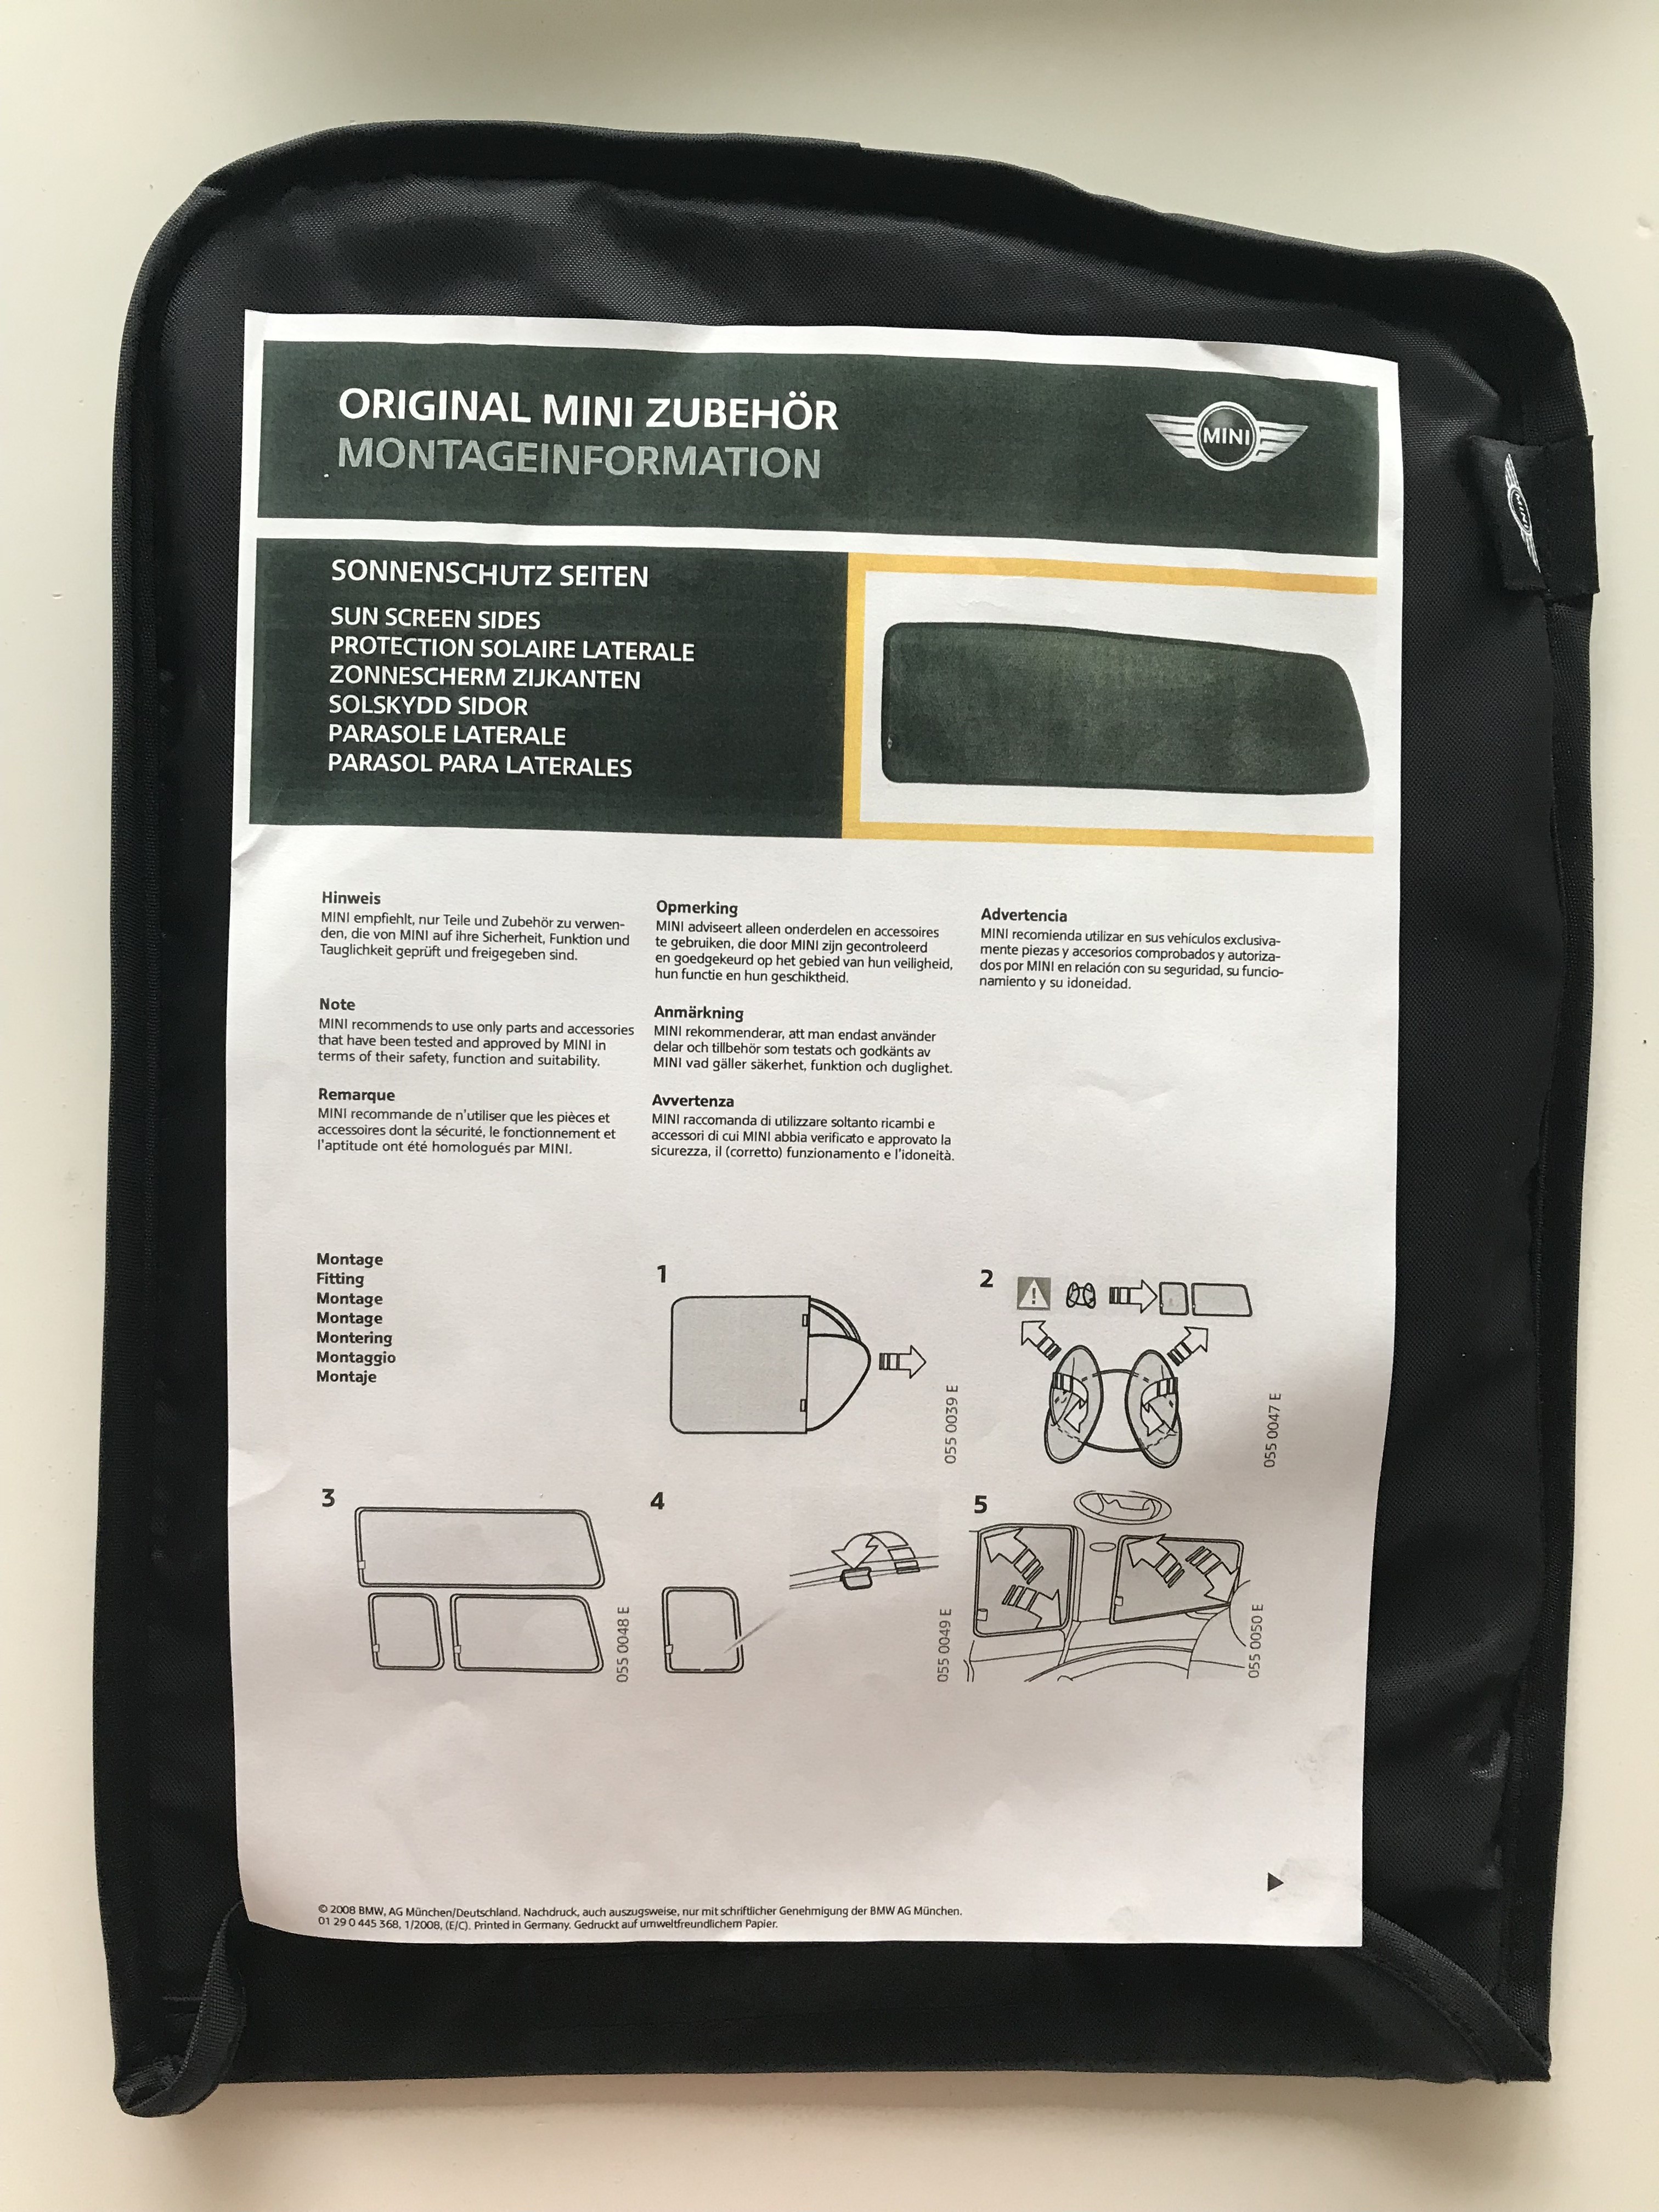 ORIGINAL MINI ZUBEHÖR
MONTAGEINFORMATION
MINI
MINI
SONNENSCHUTZ SEITEN
SUN SCREEN SIDES
PROTECTION SOLAIRE LATERALE
ZONNESCHERM ZIJKANTEN
SOLSKYDD SIDOR
PARASOLE LATERALE
PARASOL PARA LATERALES
Hinweis
MINI empfiehlt, nur Teile und Zubehör zu verwen-
den, die von MINI auf ihre Sicherheit, Funktion und
Tauglichkeit geprüft und freigegeben sind.
Note
MINI recommends to use only parts and accessories
that have been tested and approved by MINI in
terms of their safety, function and suitability.
Remarque
MINI recommande de n'utiliser que les pièces et
accessoires dont la sécurité, le fonctionnement et
l'aptitude ont été homologués par MINI.
Opmerking
MINI adviseert alleen onderdelen en accessoires
te gebruiken, die door MINI zijn gecontroleerd
en goedgekeurd op het gebied van hun veiligheid,
hun functie en hun geschiktheid.
Anmärkning
MINI rekommenderar, att man endast använder
delar och tillbehör som testats och godkänts av
MINI vad gäller säkerhet, funktion och duglighet.
Avvertenza
MINI raccomanda di utilizzare soltanto ricambi e
accessori di cui MINI abbia verificato e approvato la
sicurezza, il (corretto) funzionamento e l'idoneità.
Advertencia
MINI recomienda utilizar en sus vehículos exclusiva-
mente piezas y accesorios comprobados y autoriza-
dos por MINI en relación con su seguridad, su funcio-
namiento y su idoneidad.
Montage
Fitting
Montage
Montage
Montering
Montaggio
Montaje
1
055 0039 E
2
055 0047 E
3
055 0048 E
4
055 0049 E
5
055 0050 E
© 2008 BMW, AG München/Deutschland. Nachdruck, auch auszugsweise, nur mit schriftlicher Genehmigung der BMW AG München.
01 29 0 445 368, 1/2008, (E/C). Printed in Germany. Gedruckt auf umweltfreundlichem Papier.